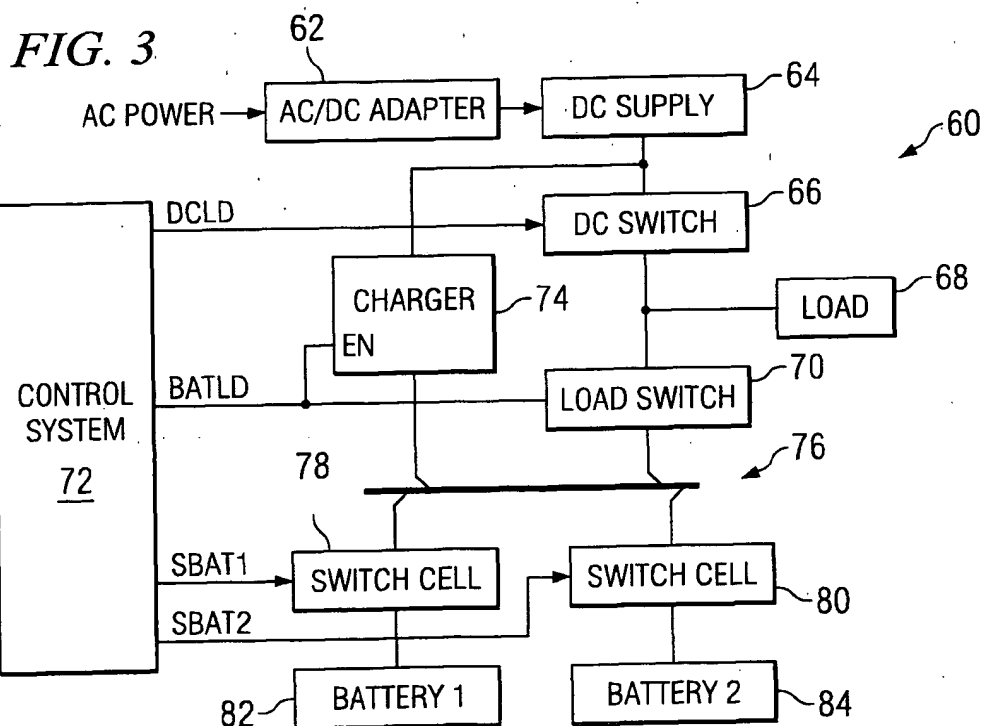 FIG. 3
62
AC POWER
AC/DC ADAPTER
DC SUPPLY
64
60
DCLD
DC SWITCH
66
CHARGER
EN
74
LOAD
68
CONTROL
SYSTEM
72
BATLD
LOAD SWITCH
70
76
78
SBAT1
SWITCH CELL
SWITCH CELL
80
SBAT2
82
BATTERY 1
BATTERY 2
84